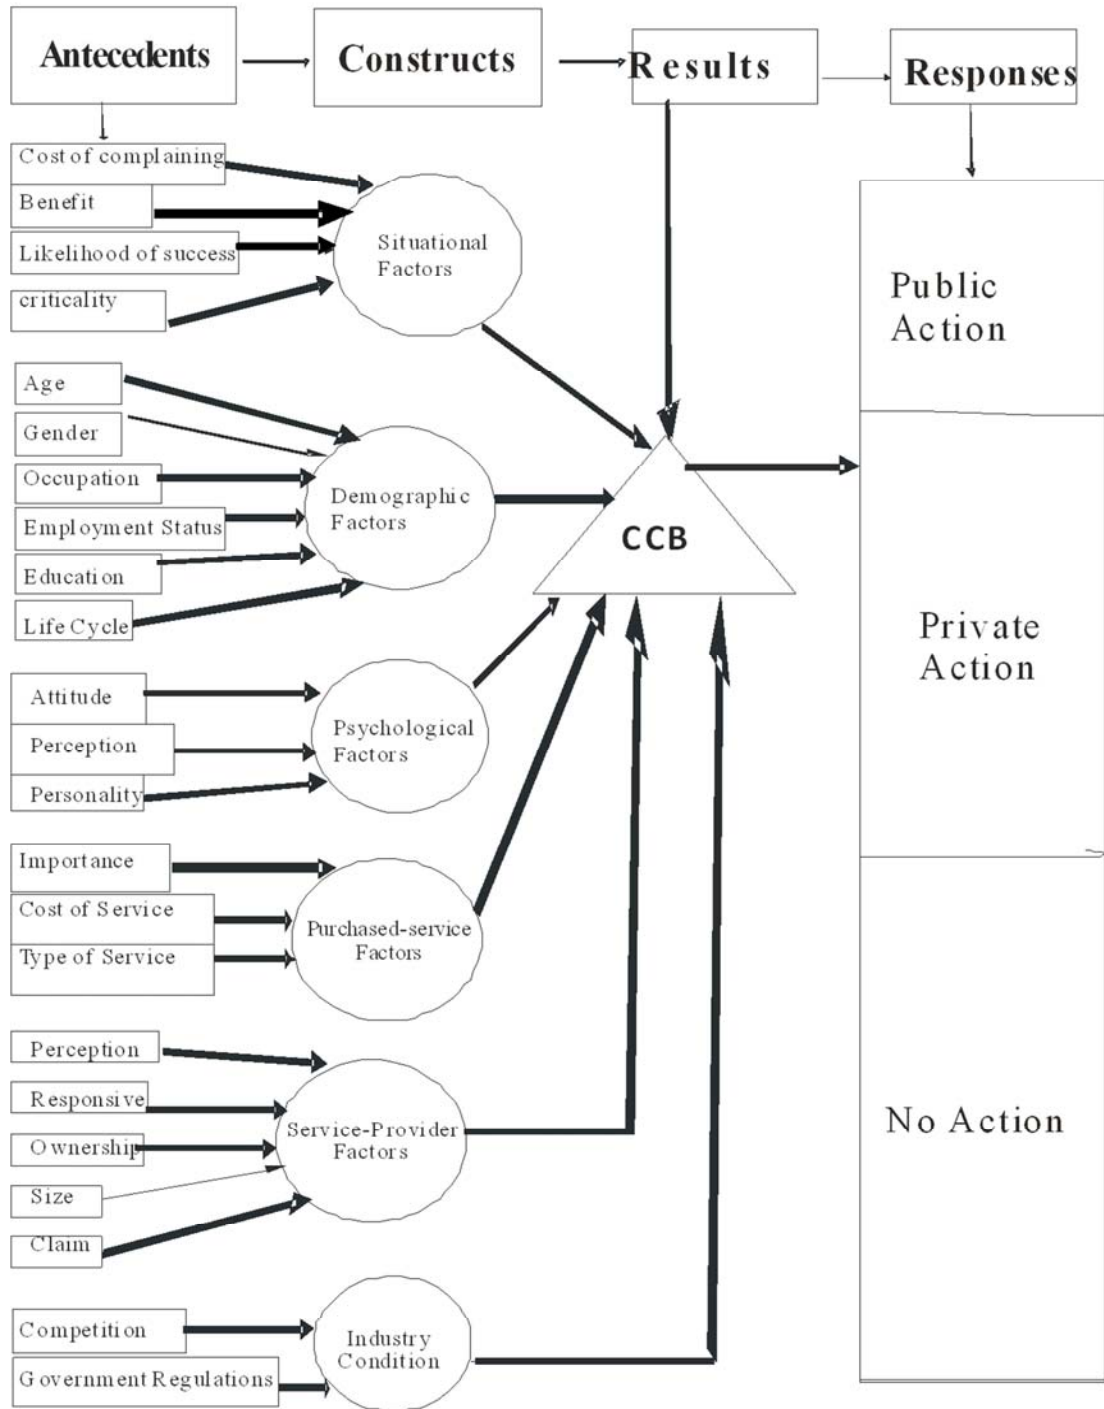 Antecedents
Constructs
Results
Responses
Cost of complaining
Benefit
Likelihood of success
criticality
Situational
Factors
Age
Gender
Occupation
Employment Status
Education
Life Cycle
Demographic
Factors
Attitude
Perception
Personality
Psychological
Factors
Importance
Cost of Service
Type of Service
Purchased-service
Factors
Perception
Responsive
Ownership
Size
Claim
Service-Provider
Factors
Competition
Government Regulations
Industry
Condition
CCB
Public
Action
Private
Action
No Action